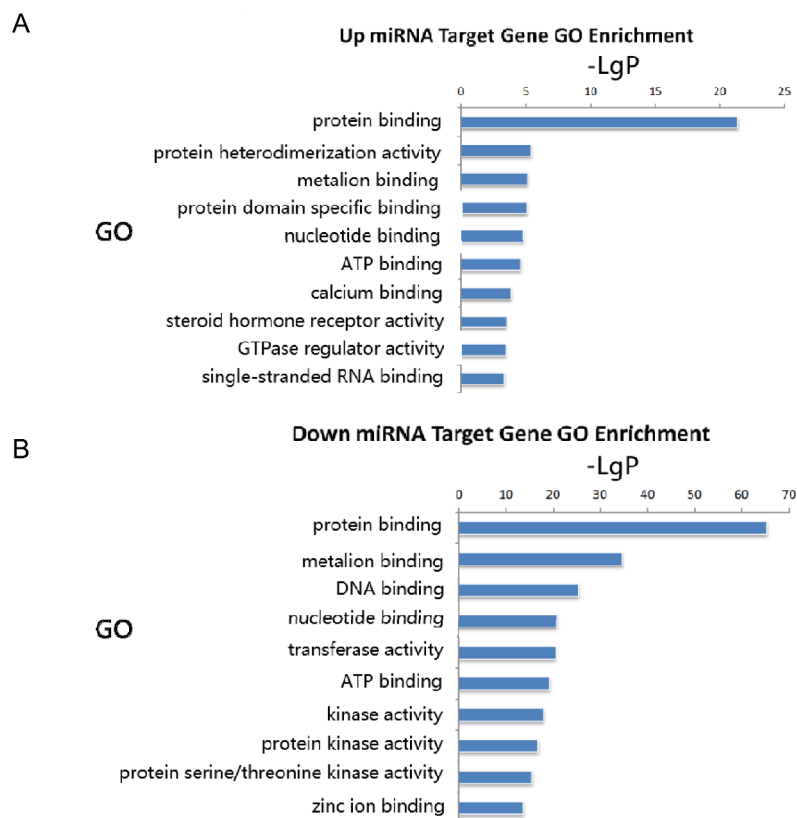 A
Up miRNA Target Gene GO Enrichment
-LgP
0 5 10 15 20 25
protein binding
protein heterodimerization activity
metalion binding
protein domain specific binding
GO
nucleotide binding
ATP binding
calcium binding
steroid hormone receptor activity
GTPase regulator activity
single-stranded RNA binding
B
Down miRNA Target Gene GO Enrichment
-LgP
0 10 20 30 40 50 60 70
protein binding
metalion binding
DNA binding
nucleotide binding
GO
transferase activity
ATP binding
kinase activity
protein kinase activity
protein serine/threonine kinase activity
zinc ion binding